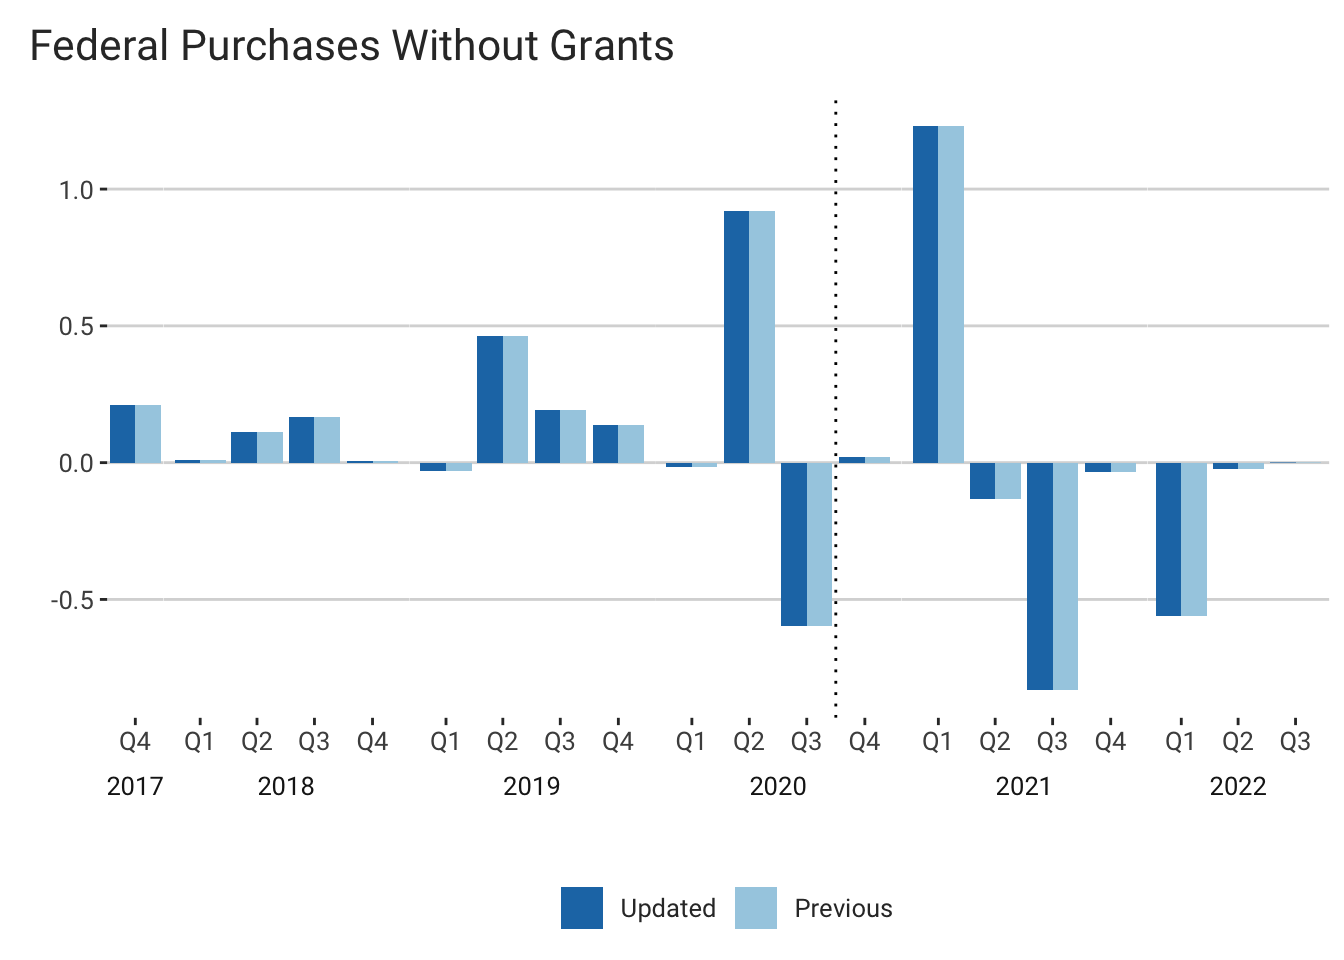 Federal Purchases Without Grants
1.0
0.5
0.0
-0.5
Q4 Q1 Q2 Q3 Q4 Q1 Q2 Q3 Q4 Q1 Q2 Q3 Q4 Q1 Q2 Q3 Q4 Q1 Q2 Q3
2017 2018 2019 2020 2021 2022
Updated Previous